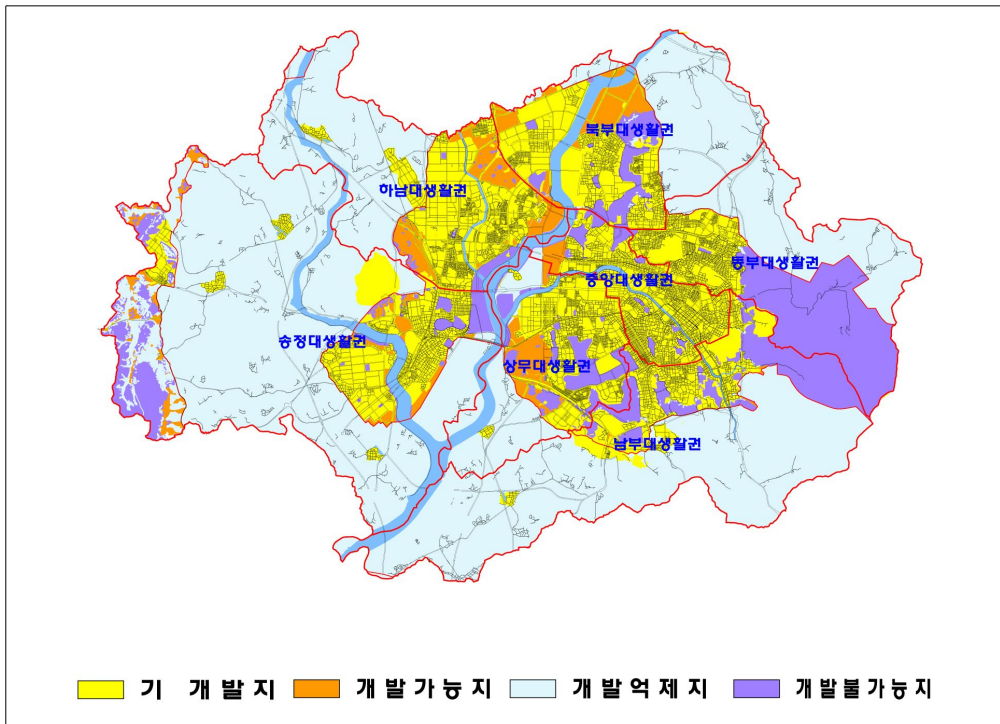 북부대생활권
하남대생활권
동부대생활권
중앙대생활권
송정대생활권
상무대생활권
남부대생활권
기 개발지 개발가능지 개발억제지 개발불가능지